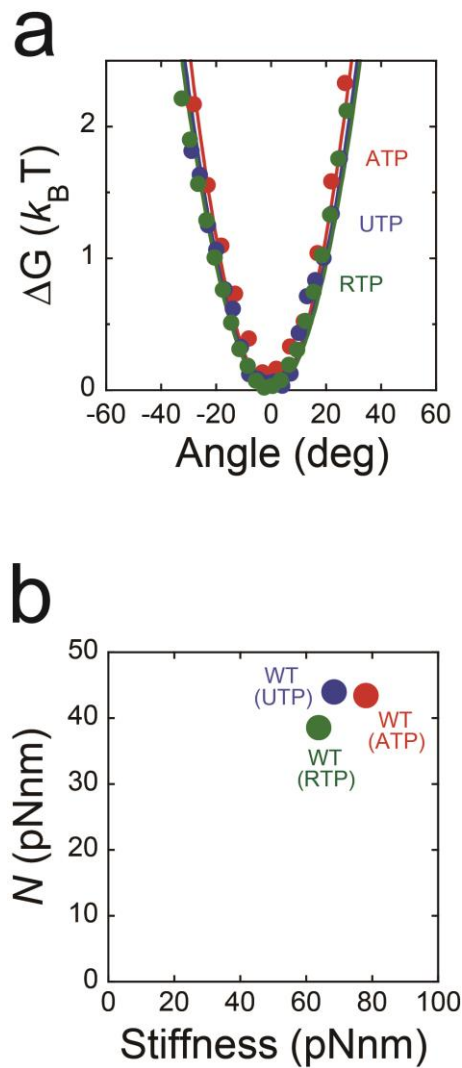 a
ΔG (kBT)
2
1
0
ATP
UTP
RTP
-60 -40 -20 0 20 40 60
Angle (deg)
b
N (pNnm)
50
40
30
20
10
0
WT
(UTP)
WT
(ATP)
WT
(RTP)
0 20 40 60 80 100
Stiffness (pNnm)